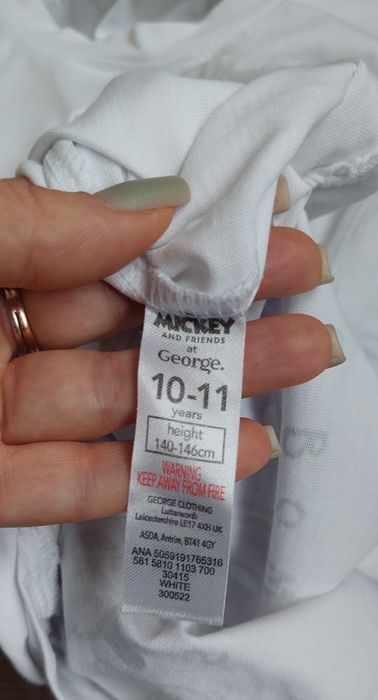 MICKEY
AND FRIENDS
at
George.
10-11
years
height
140-146cm
WARNING
KEEP AWAY FROM FIRE
GEORGE CLOTHING
Lutterworth
Leicestershire LE17 4XH UK
ASDA, Antrim, BT41 4GY
ANA 5059191765316
581 5810 1103 700
30415
WHITE
300522